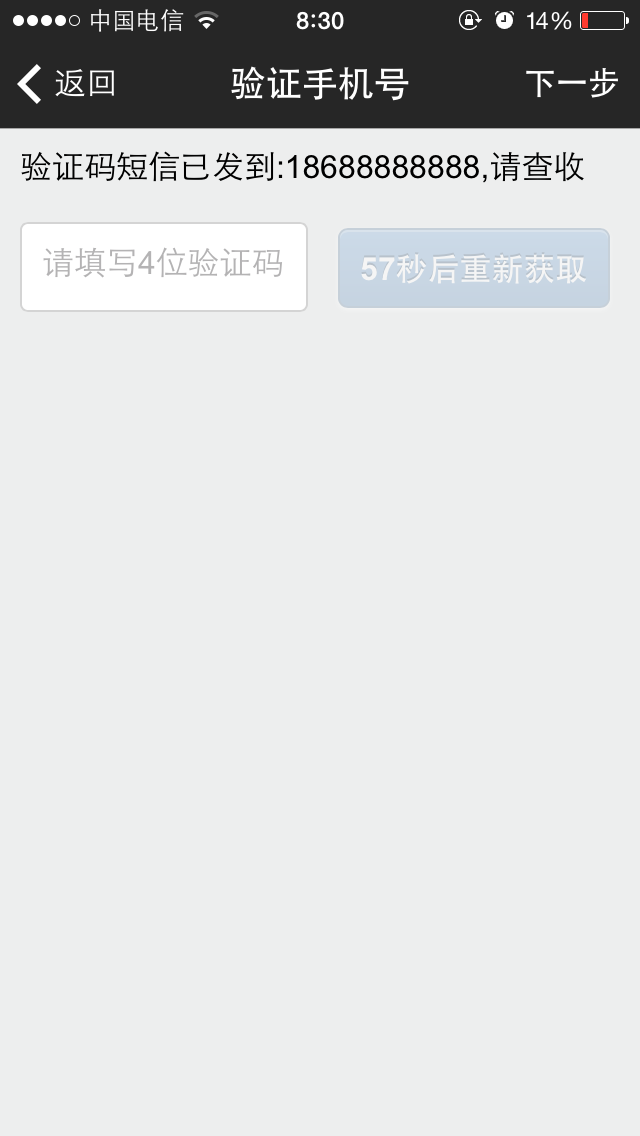 中国电信 8:30 14%
返回 验证手机号 下一步
验证码短信已发到:18688888888,请查收
请填写4位验证码 57秒后重新获取